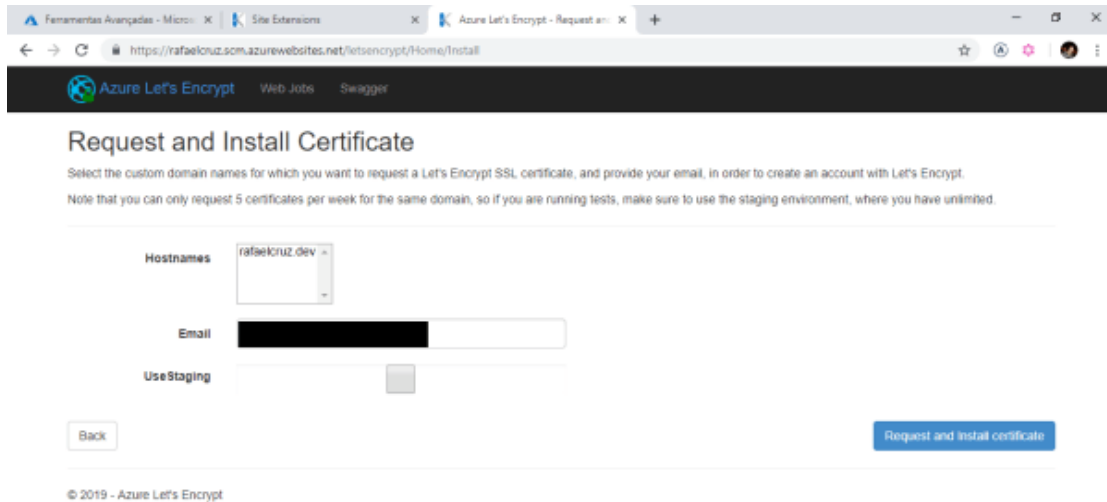 Ferramentas Avançadas - Micros
Site Extensions
Azure Let's Encrypt - Request an
https://rafaelcruz.scm.azurewebsites.net/letsencrypt/Home/Install
Azure Let's Encrypt Web Jobs Swagger
Request and Install Certificate
Select the custom domain names for which you want to request a Let's Encrypt SSL certificate, and provide your email, in order to create an account with Let's Encrypt.
Note that you can only request 5 certificates per week for the same domain, so if you are running tests, make sure to use the staging environment, where you have unlimited.
Hostnames
rafaelcruz.dev
Email
UseStaging
Back
Request and Install certificate
© 2019 - Azure Let's Encrypt